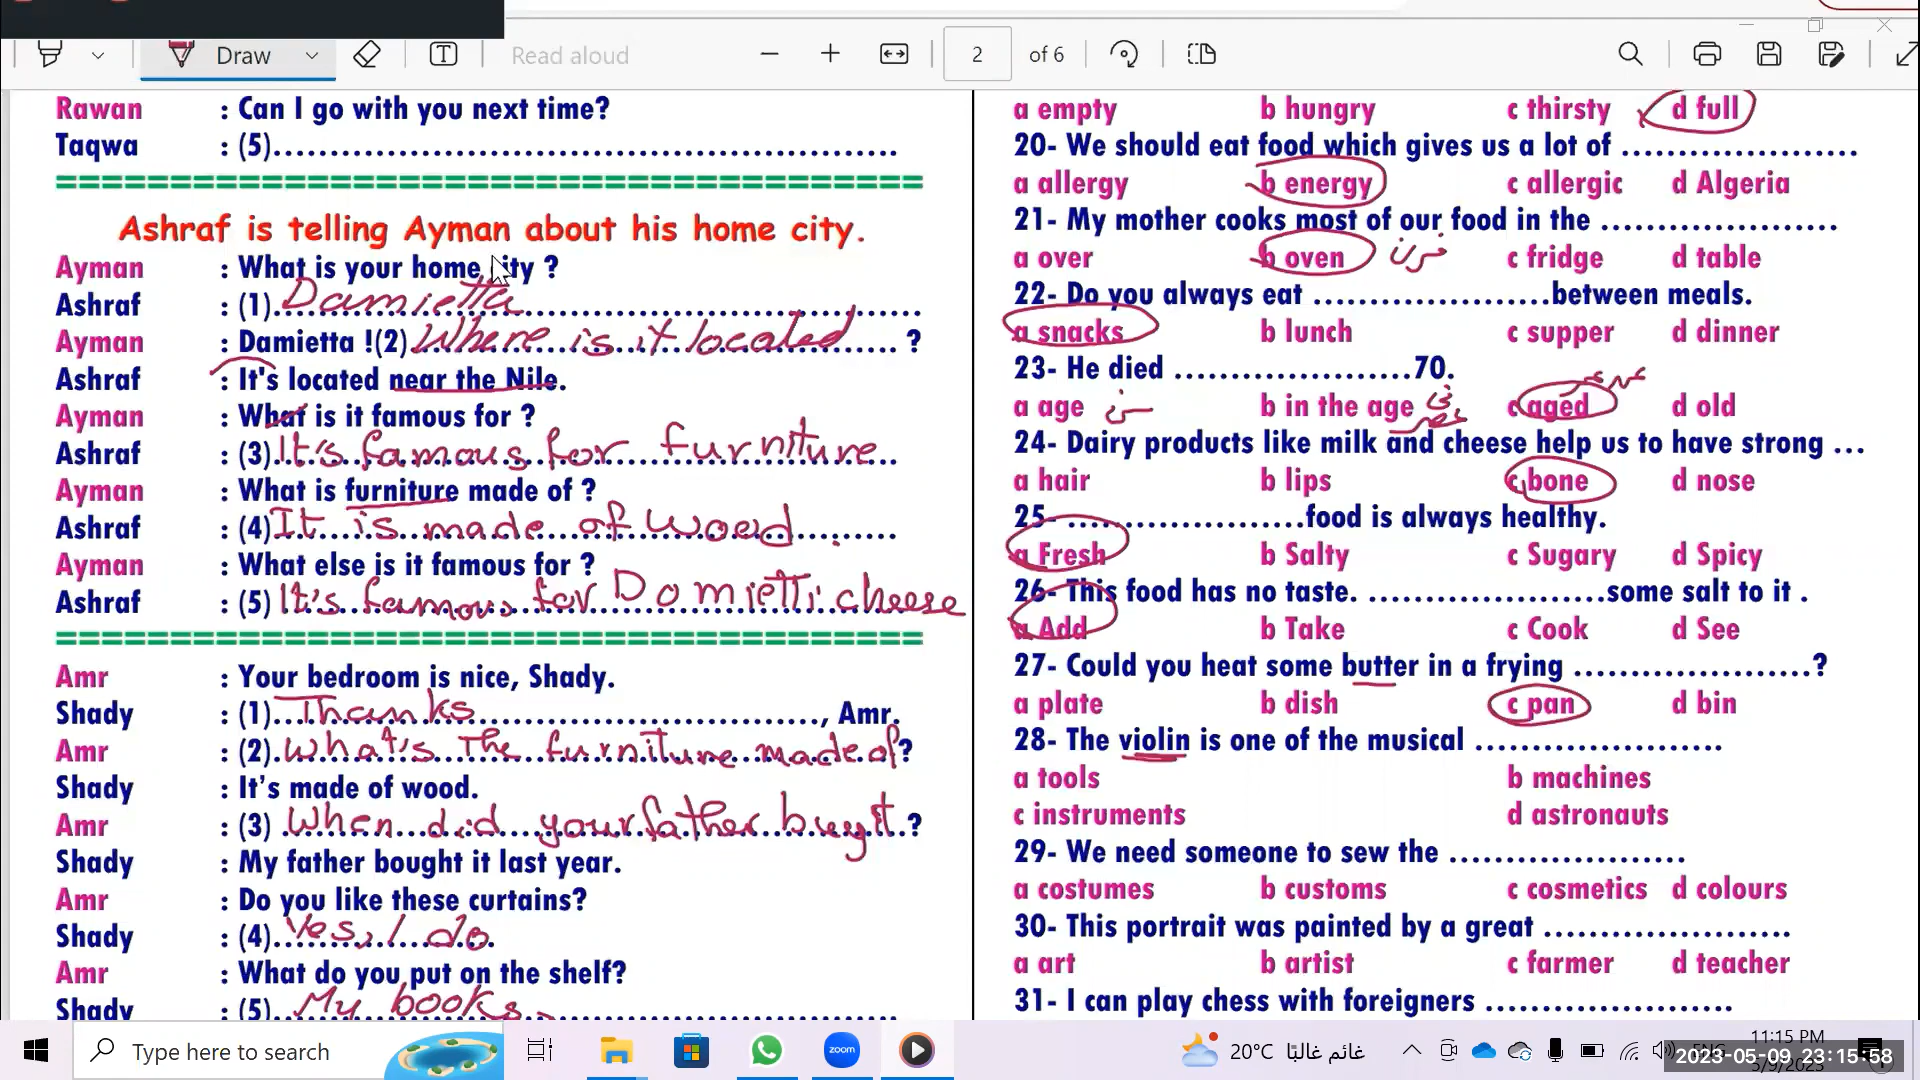 Draw
Read aloud
2 of 6
Rawan : Can I go with you next time?
Taqwa : (5)..........................................................
==========================================
Ashraf is telling Ayman about his home city.
Ayman : What is your home city ?
Ashraf : (1) Damietta
Ayman : Damietta !(2) Where is it located ?
Ashraf : It's located near the Nile.
Ayman : What is it famous for ?
Ashraf : (3) It's famous for furniture
Ayman : What is furniture made of ?
Ashraf : (4) It is made of wood.
Ayman : What else is it famous for ?
Ashraf : (5) It's famous for Domietti cheese
==========================================
Amr : Your bedroom is nice, Shady.
Shady : (1) Thanks , Amr.
Amr : (2) What's The furniture made of ?
Shady : It's made of wood.
Amr : (3) When did your father buy it ?
Shady : My father bought it last year.
Amr : Do you like these curtains?
Shady : (4) Yes, I do.
Amr : What do you put on the shelf?
Shady : (5) My books
a empty b hungry c thirsty d full
20- We should eat food which gives us a lot of ......................
a allergy b energy c allergic d Algeria
21- My mother cooks most of our food in the ......................
a over b oven فرن c fridge d table
22- Do you always eat ......................between meals.
a snacks b lunch c supper d dinner
23- He died ......................70.
a age سن b in the age في عصر c aged d old
24- Dairy products like milk and cheese help us to have strong ...
a hair b lips c bone d nose
25- ......................food is always healthy.
a Fresh b Salty c Sugary d Spicy
26- This food has no taste. ......................some salt to it .
a Add b Take c Cook d See
27- Could you heat some butter in a frying ......................?
a plate b dish c pan d bin
28- The violin is one of the musical .......................
a tools b machines
c instruments d astronauts
29- We need someone to sew the ......................
a costumes b customs c cosmetics d colours
30- This portrait was painted by a great .......................
a art b artist c farmer d teacher
31- I can play chess with foreigners .......................
Type here to search
zoom
20°C غائم غالبًا
11:15 PM
2023-05-09 23:15:58